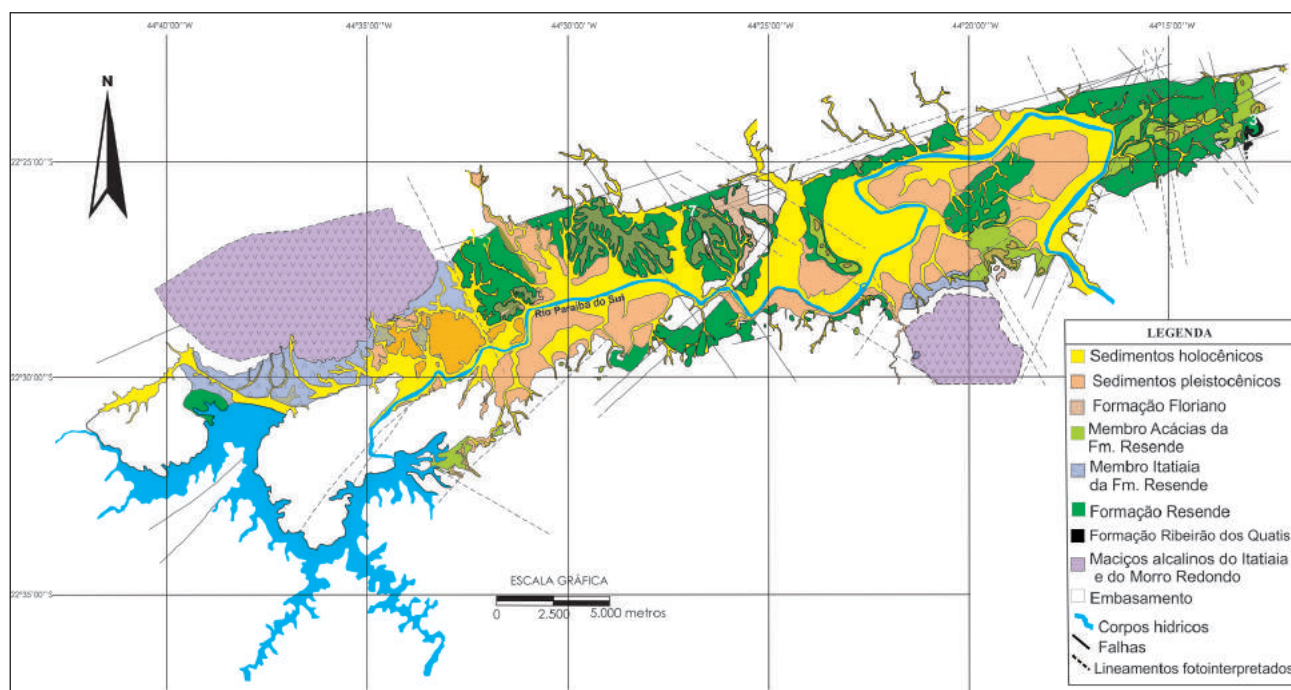 44°40'00"W
44°35'00"W
44°30'00"W
44°25'00"W
44°20'00"W
44°15'00"W
N
3
22°25'00"S
7
Rio Paraíba do Sul
22°30'00"S
22°35'00"S
ESCALA GRÁFICA
0 2.500 5.000 metros
LEGENDA
Sedimentos holocênicos
Sedimentos pleistocênicos
Formação Floriano
Membro Acácias da
Fm. Resende
Membro Itatiaia
da Fm. Resende
Formação Resende
Formação Ribeirão dos Quatis
Maciços alcalinos do Itatiaia
e do Morro Redondo
Embasamento
Corpos hídricos
Falhas
Lineamentos fotointerpretados